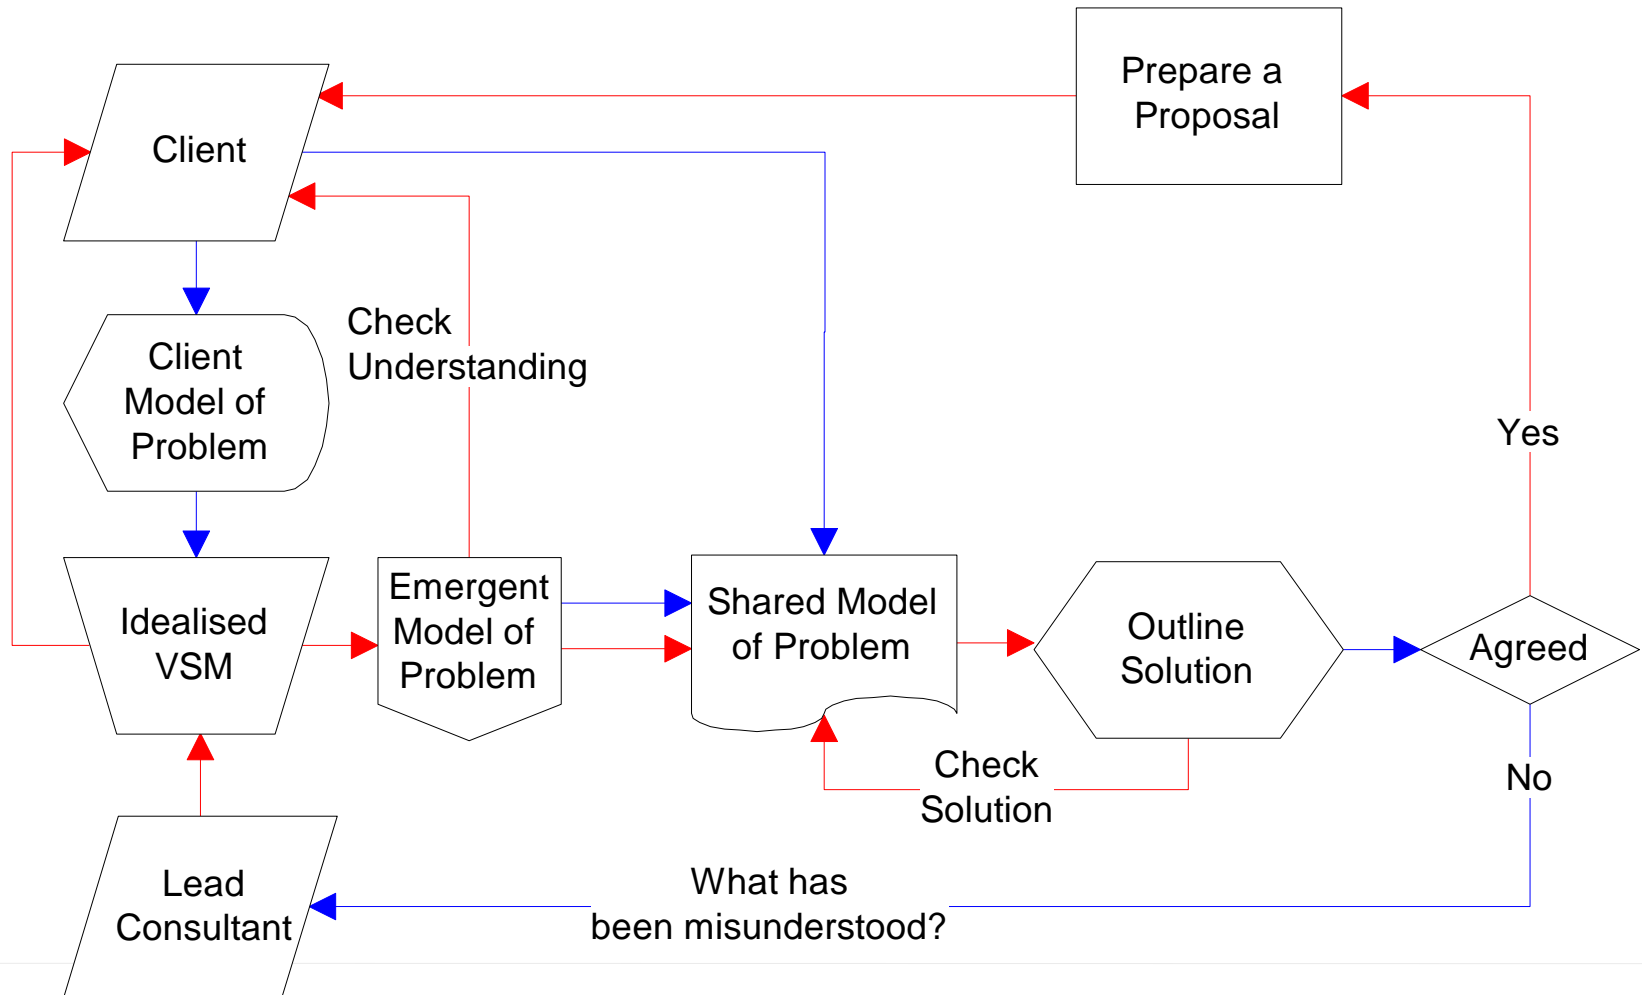 Prepare a
Proposal
Client
Check
Understanding
Client
Model of
Problem
Yes
Idealised
VSM
Emergent
Model of
Problem
Shared Model
of Problem
Outline
Solution
Agreed
Check
Solution
No
What has
been misunderstood?
Lead
Consultant